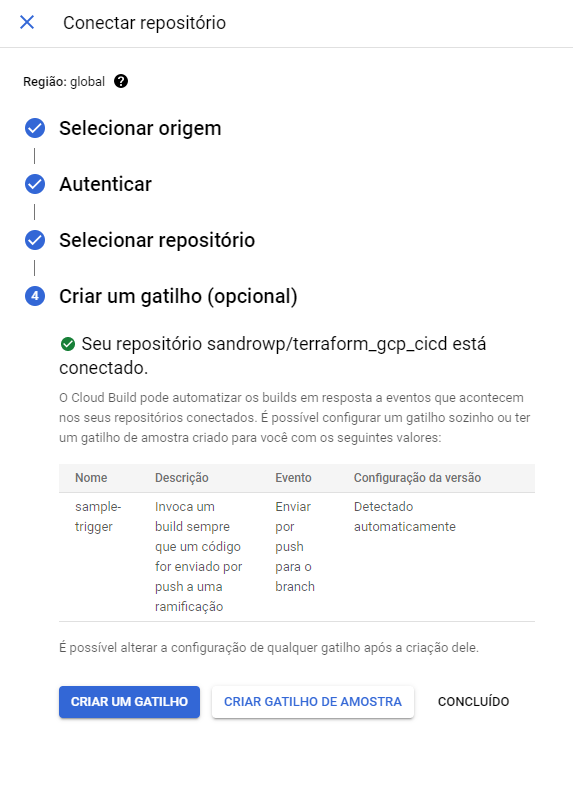 Conectar repositório
Região: global
Selecionar origem
Autenticar
Selecionar repositório
4 Criar um gatilho (opcional)
Seu repositório sandrowp/terraform_gcp_cicd está
conectado.
O Cloud Build pode automatizar os builds em resposta a eventos que acontecem
nos seus repositórios conectados. É possível configurar um gatilho sozinho ou ter
um gatilho de amostra criado para você com os seguintes valores:
Nome Descrição Evento Configuração da versão
sample- Invoca um Enviar Detectado
trigger build sempre por automaticamente
que um código push
for enviado por para o
push a uma branch
ramificação
É possível alterar a configuração de qualquer gatilho após a criação dele.
CRIAR UM GATILHO CRIAR GATILHO DE AMOSTRA CONCLUÍDO